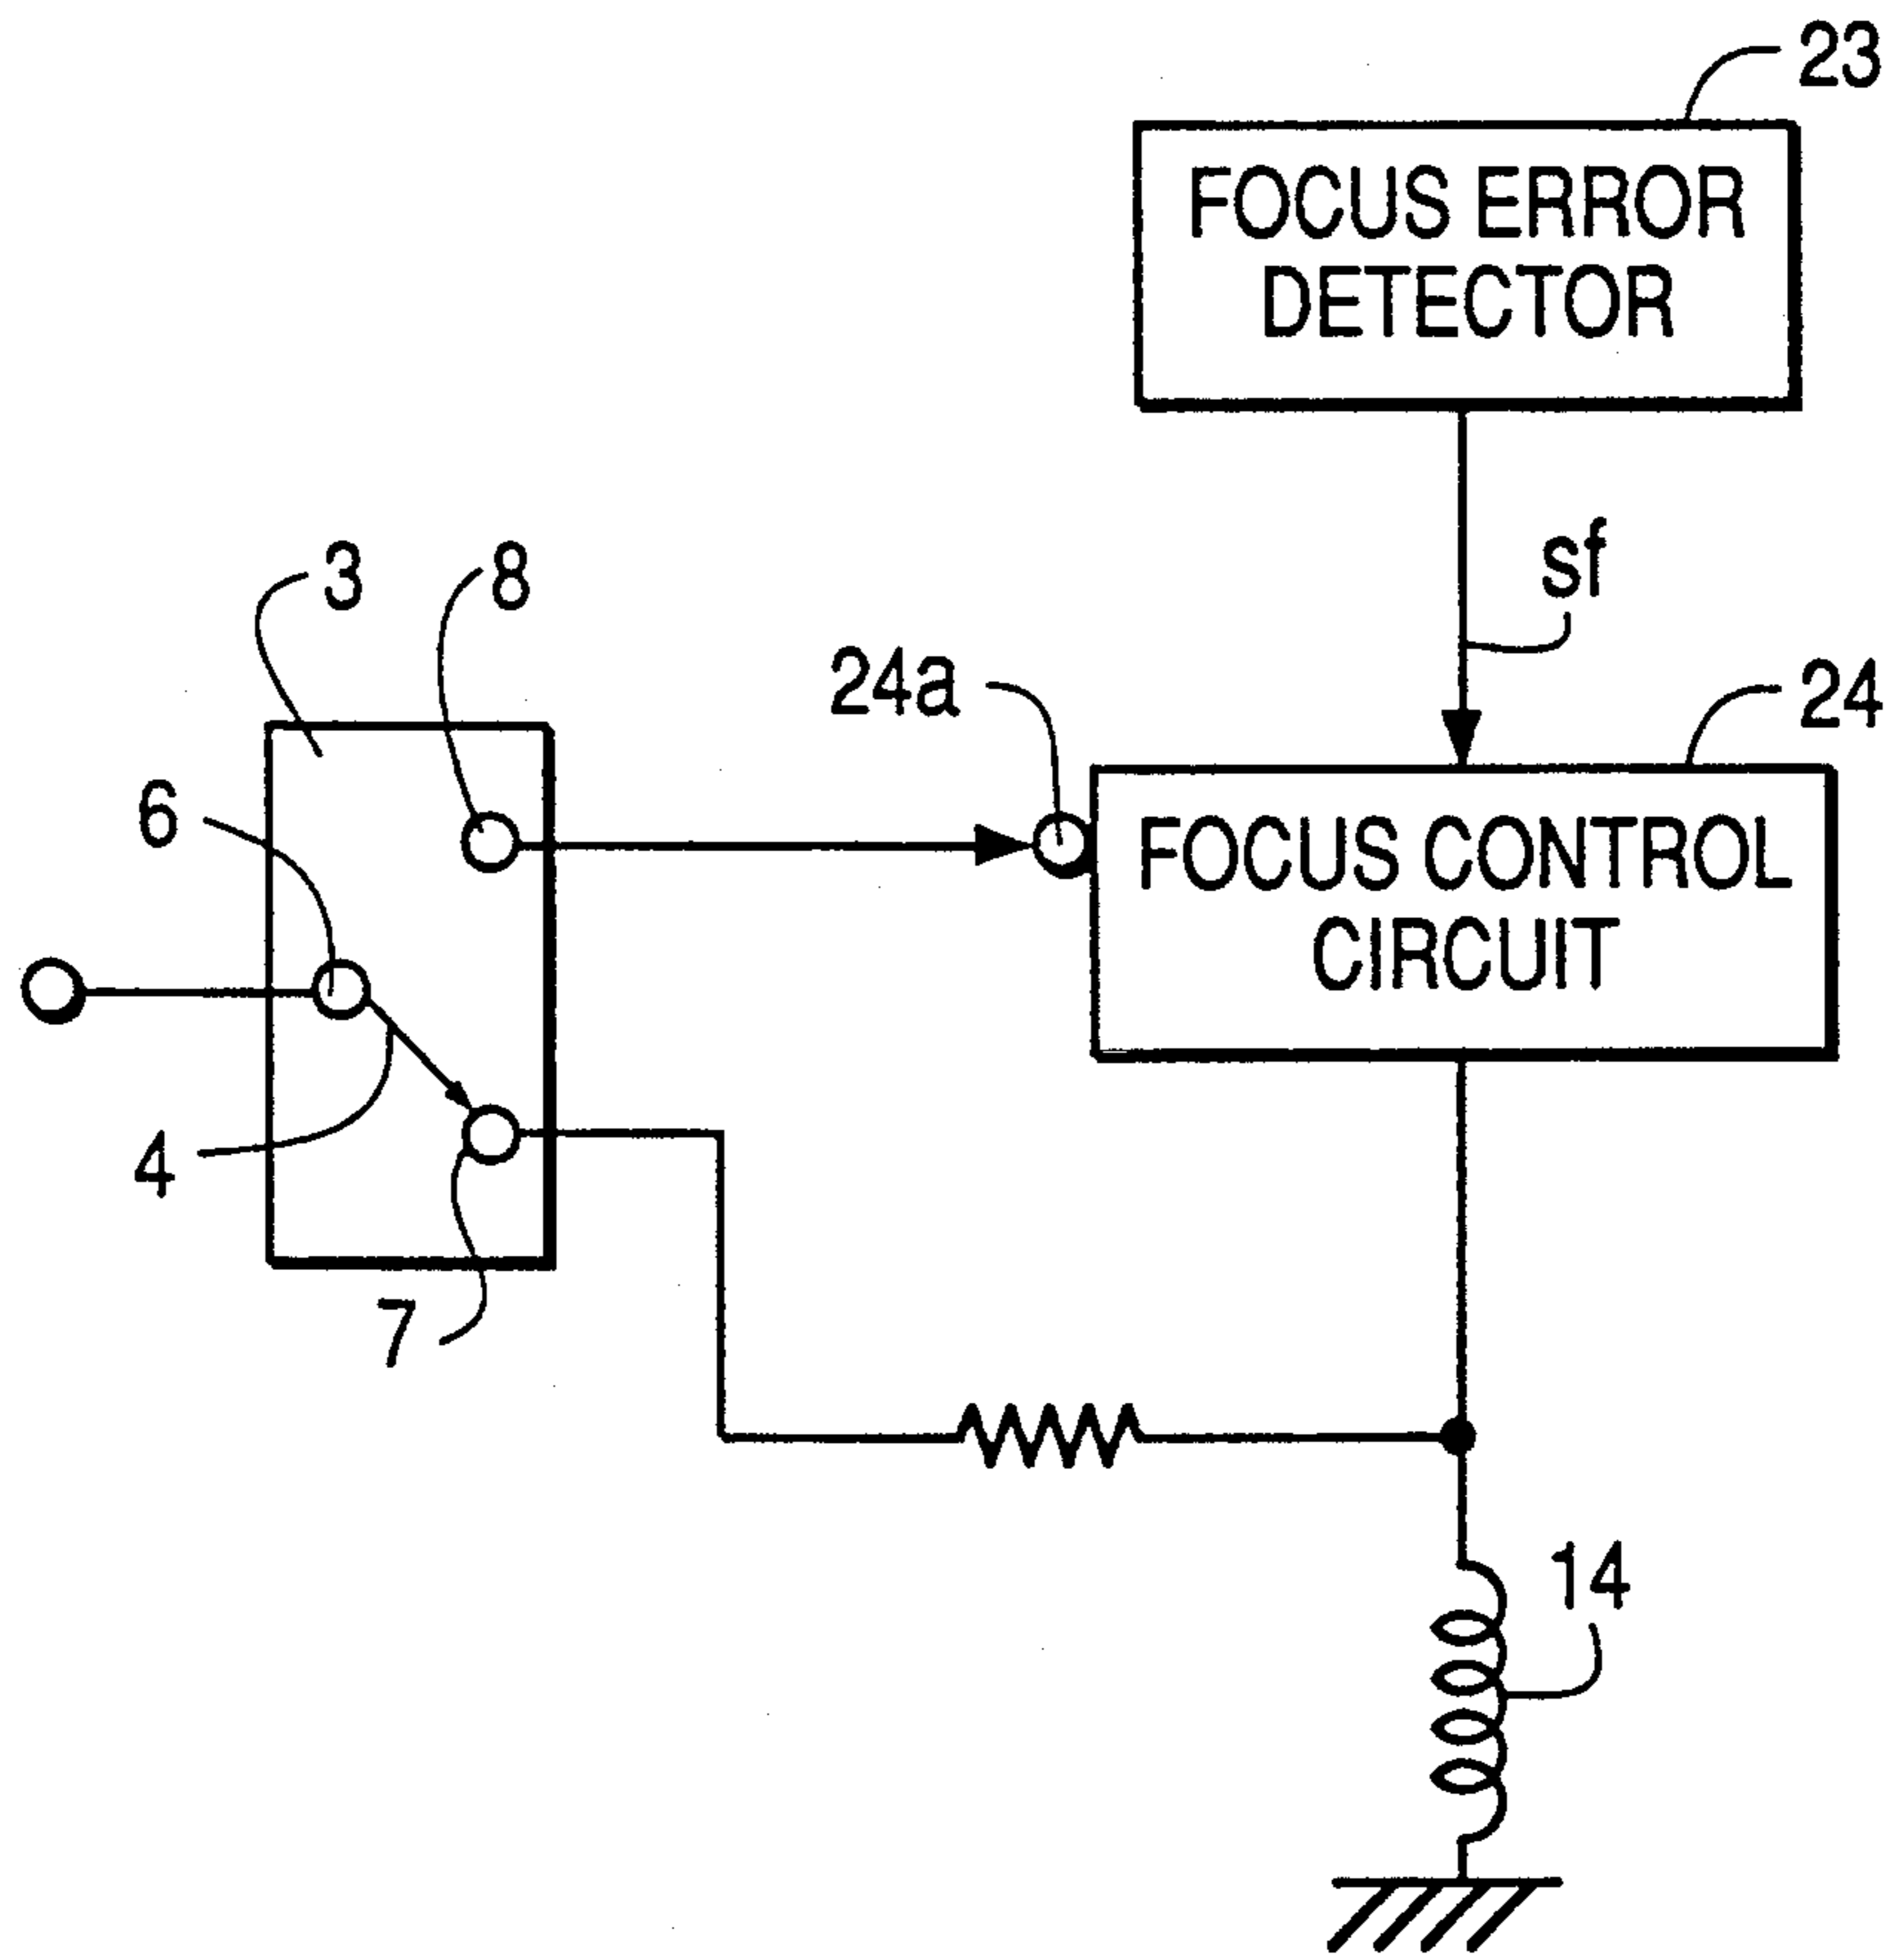 23
FOCUS ERROR
DETECTOR
sf
3
8
24a
24
6
FOCUS CONTROL
CIRCUIT
4
7
14